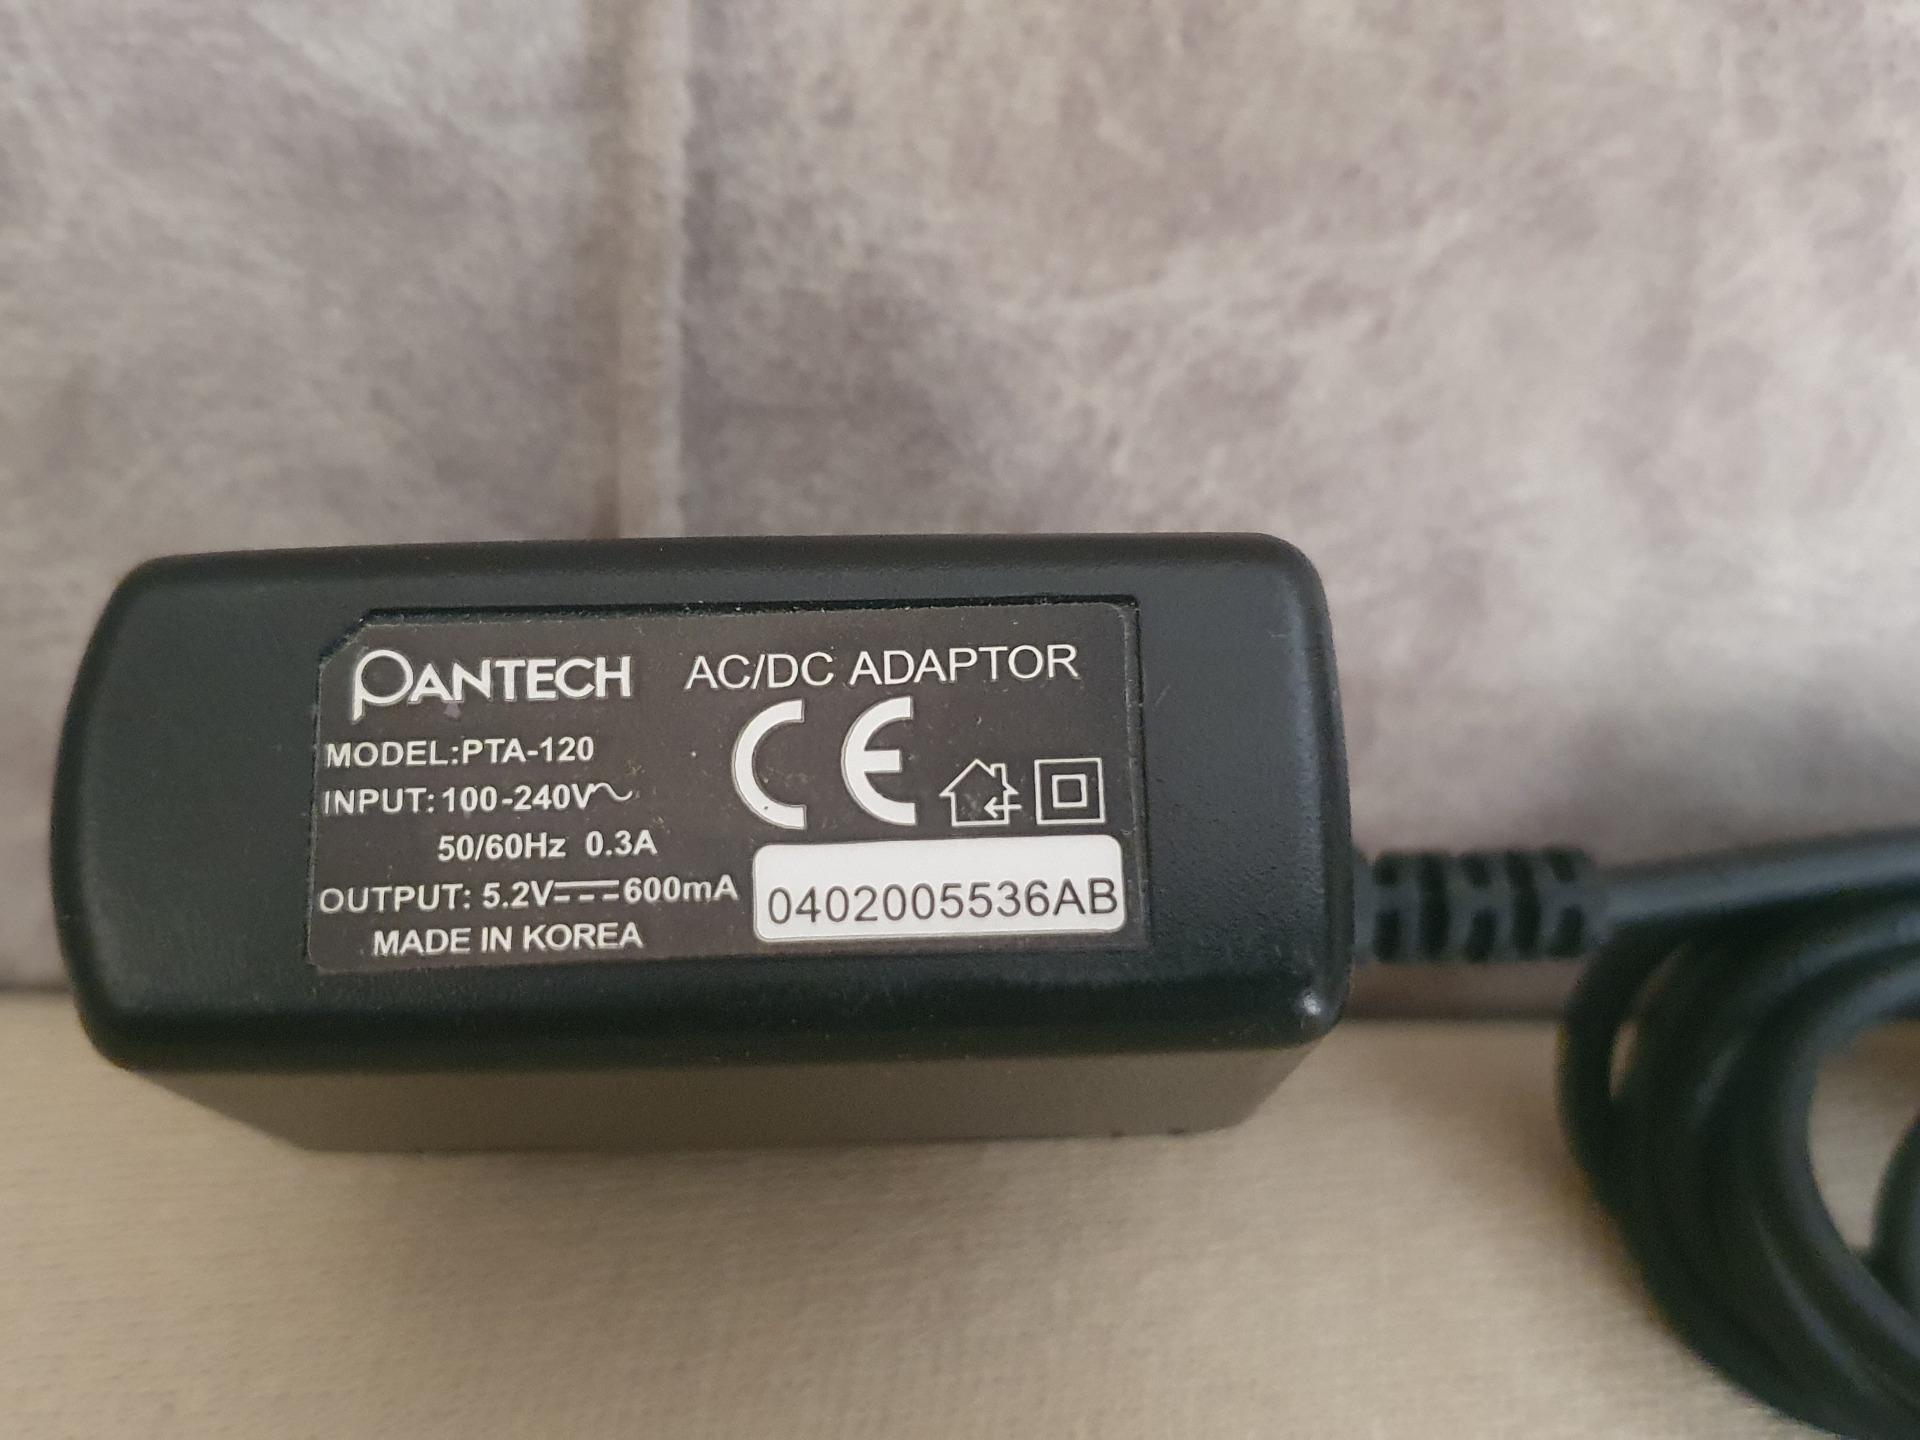 PANTECH AC/DC ADAPTOR
MODEL:PTA-120
INPUT: 100-240V~
50/60Hz 0.3A
OUTPUT: 5.2V⎓600mA
MADE IN KOREA
CE
0402005536AB